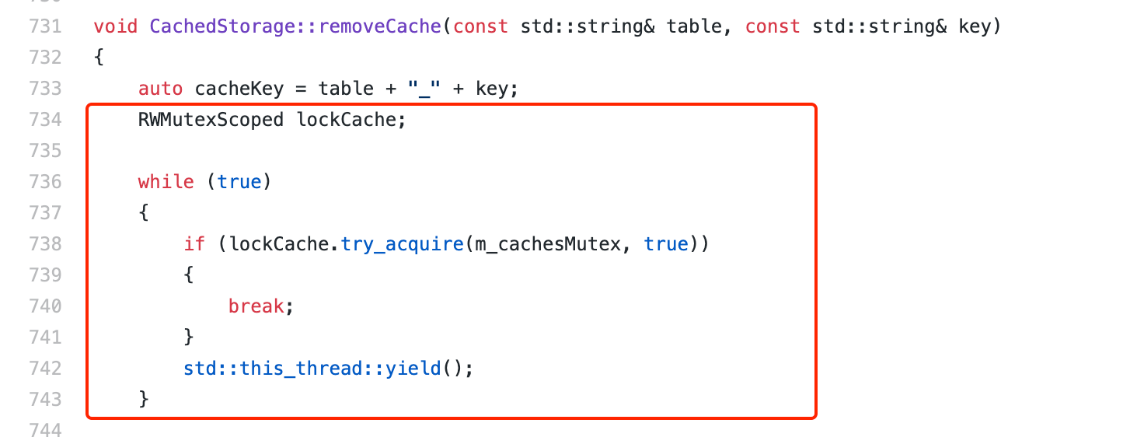 731 void CachedStorage::removeCache(const std::string& table, const std::string& key)
732 {
733     auto cacheKey = table + "_" + key;
734     RWMutexScoped lockCache;
735
736     while (true)
737     {
738         if (lockCache.try_acquire(m_cachesMutex, true))
739         {
740             break;
741         }
742         std::this_thread::yield();
743     }
744